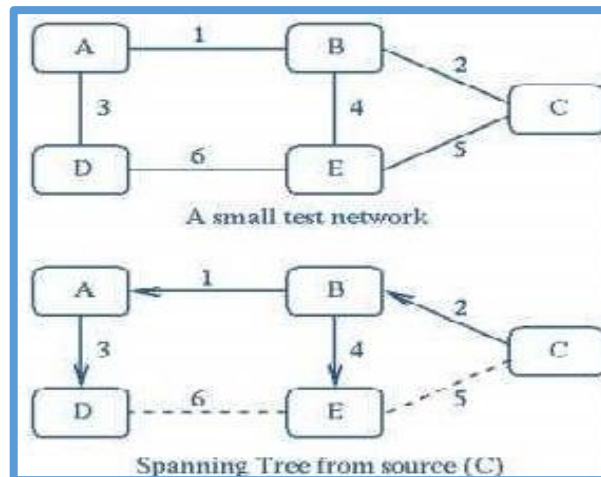 A 1 B
2
C
3 4
D 6 E 5
A small test network
A 1 B
2
C
3 4
D 6 E 5
Spanning Tree from source (C)